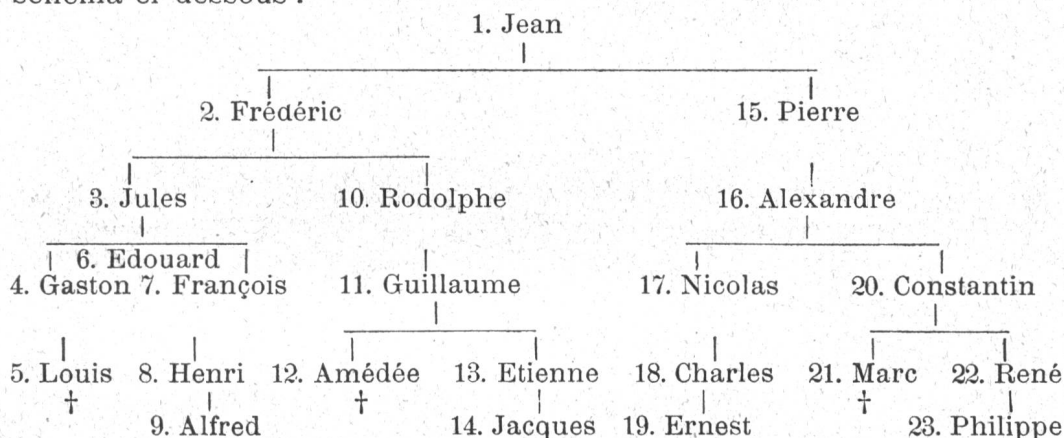 schéma ci-dessous :
1. Jean
2. Frédéric 15. Pierre
3. Jules 10. Rodolphe 16. Alexandre
6. Edouard
4. Gaston 7. François 11. Guillaume 17. Nicolas 20. Constantin
5. Louis 8. Henri 12. Amédée 13. Etienne 18. Charles 21. Marc 22. René
† † †
9. Alfred 14. Jacques 19. Ernest 23. Philippe